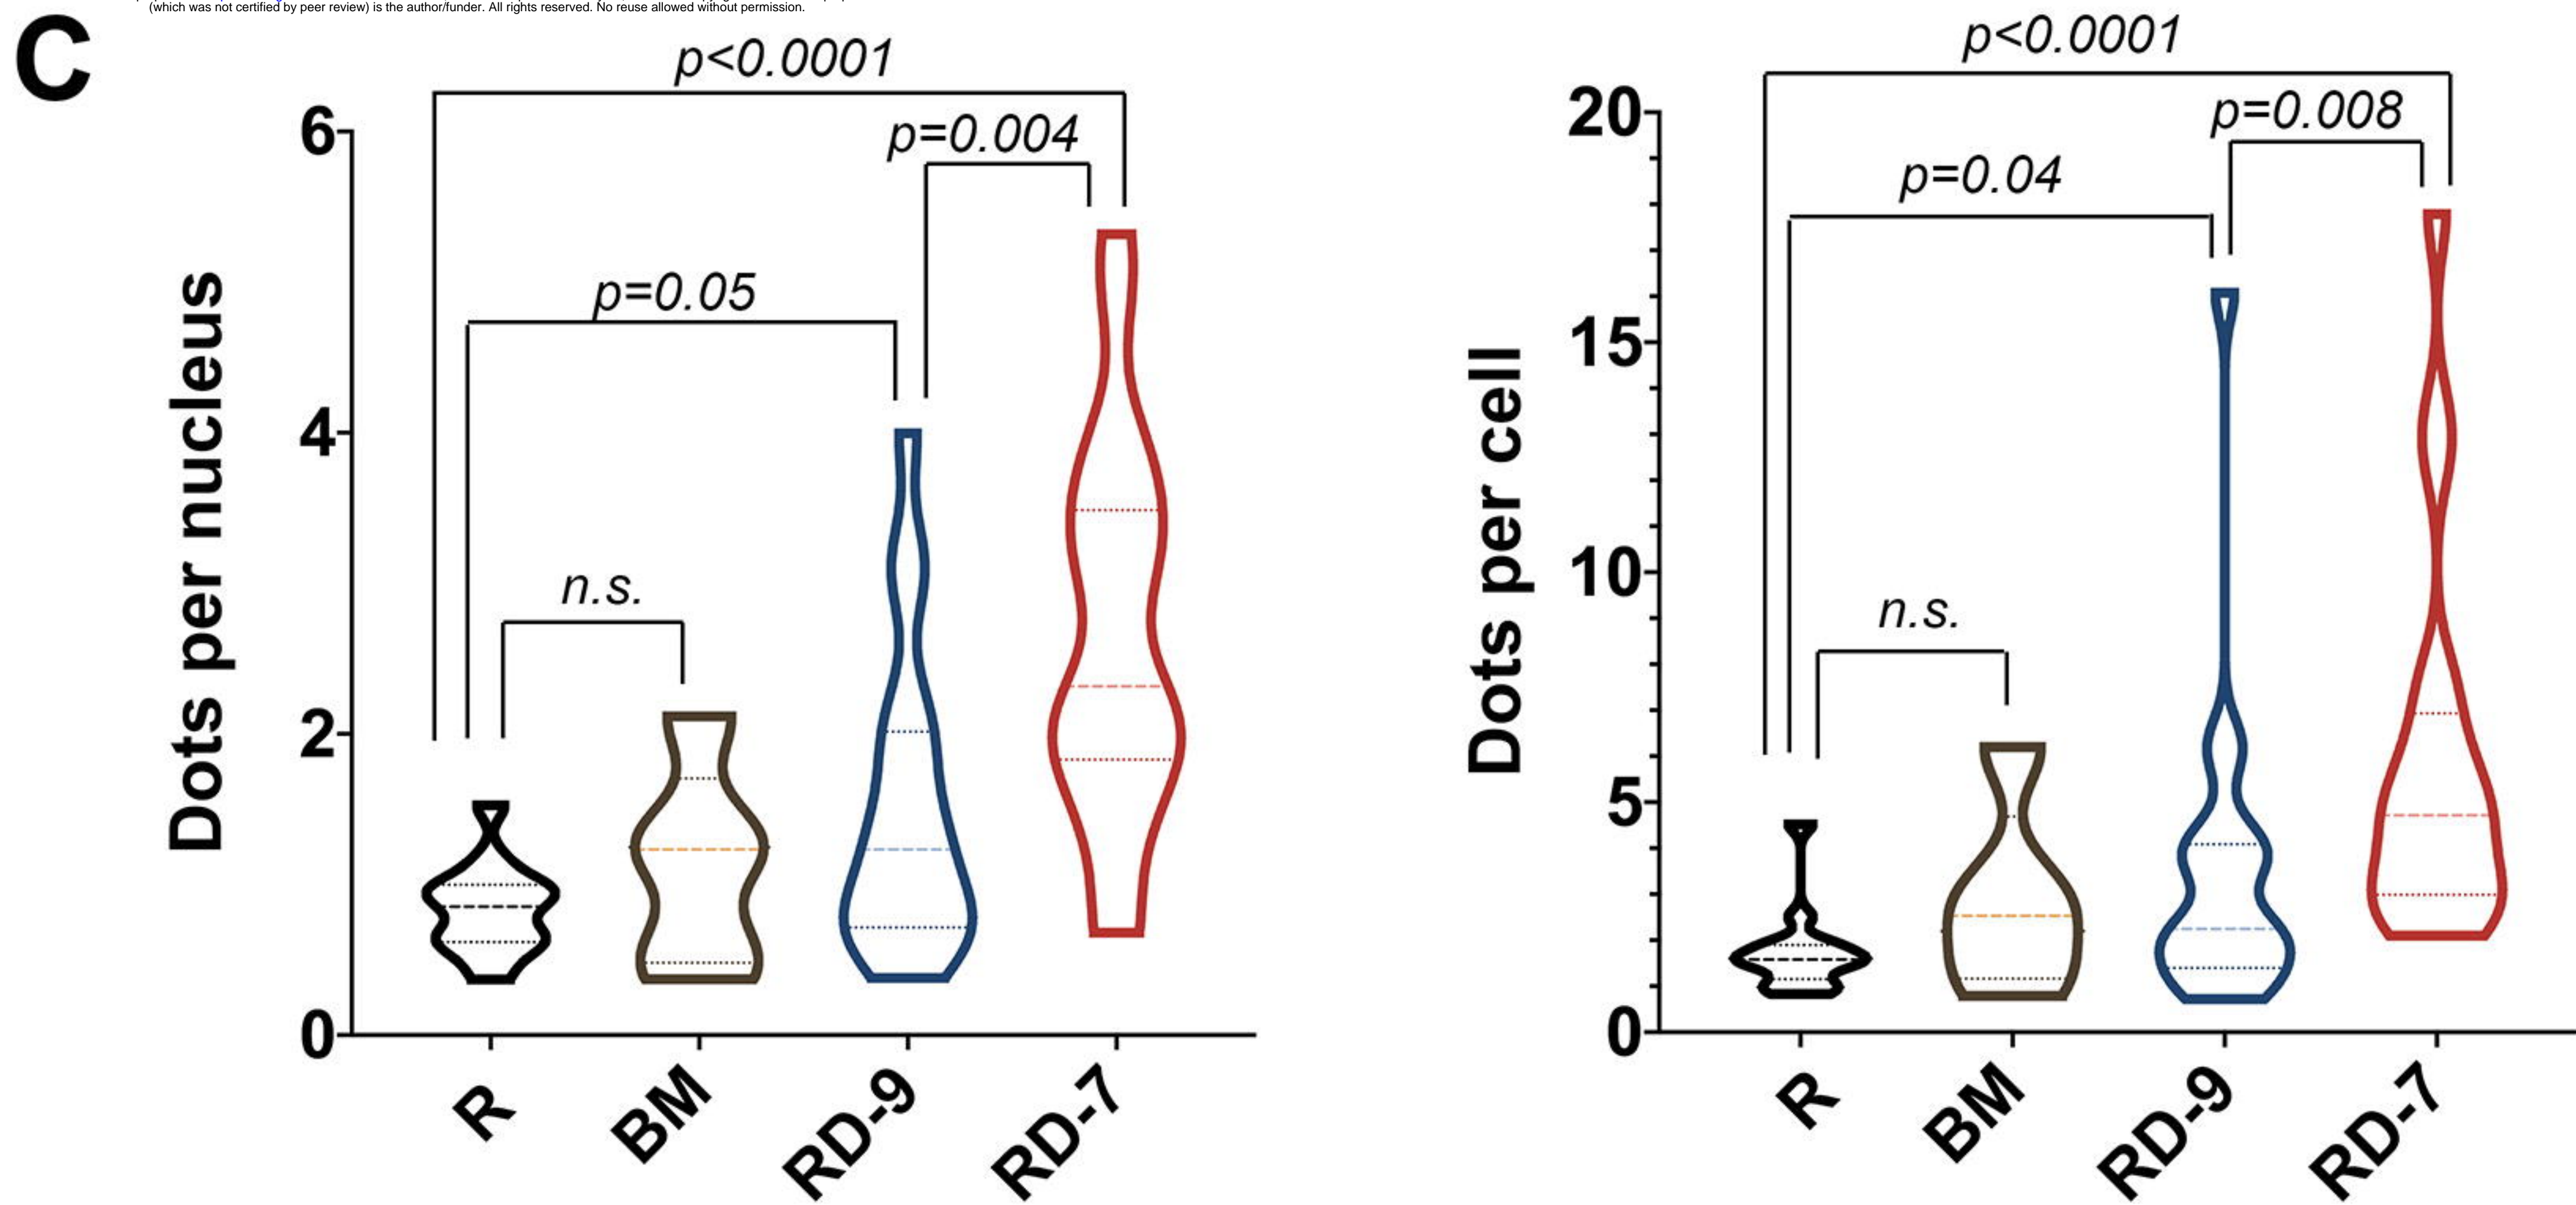 (which was not certified by peer review) is the author/funder. All rights reserved. No reuse allowed without permission.
C
p<0.0001
p=0.004
p=0.05
n.s.
6
4
2
0
Dots per nucleus
R
BM
RD-9
RD-7
p<0.0001
p=0.008
p=0.04
n.s.
20
15
10
5
0
Dots per cell
R
BM
RD-9
RD-7